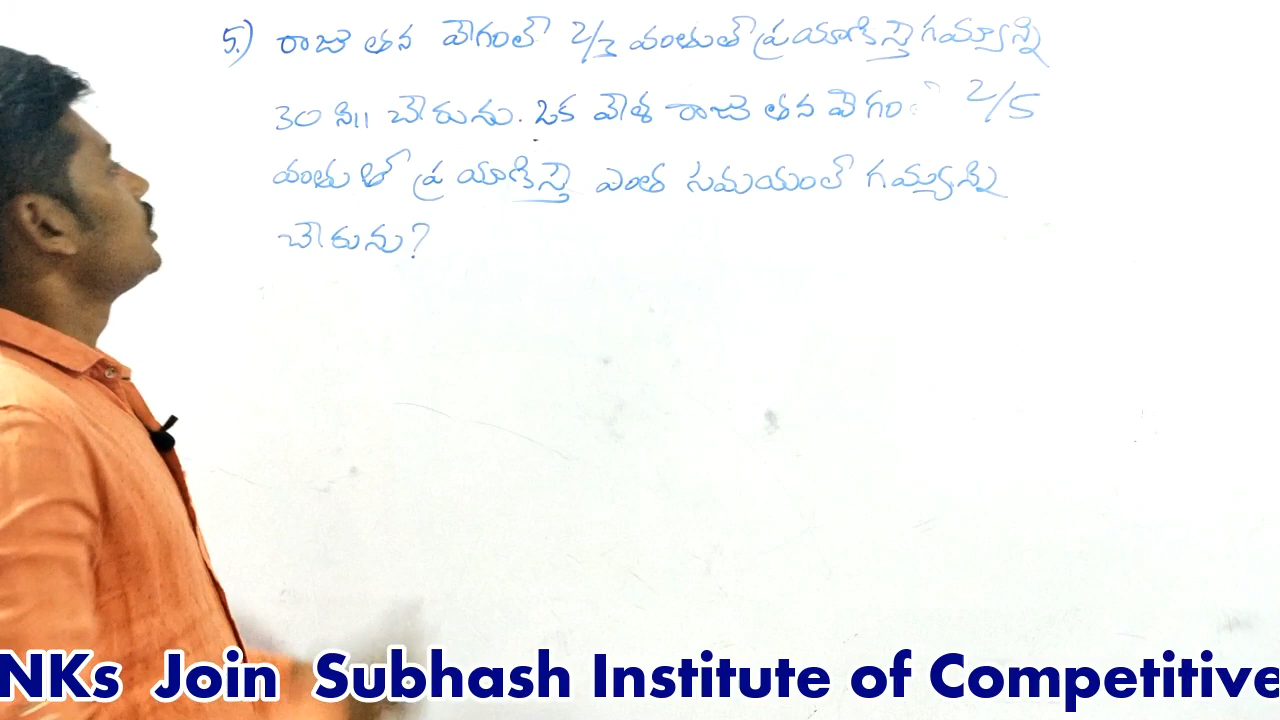 5.) రాజు తన వేగంలో 2/3 వంతుతో ప్రయాణిస్తే గమ్యాన్ని
30 ని॥ చేరును. ఒక వేళ రాజు తన వేగం 2/5
వంతుతో ప్రయాణిస్తే ఎంత సమయంలో గమ్యాన్ని
చేరును?
NKs Join Subhash Institute of Competitive